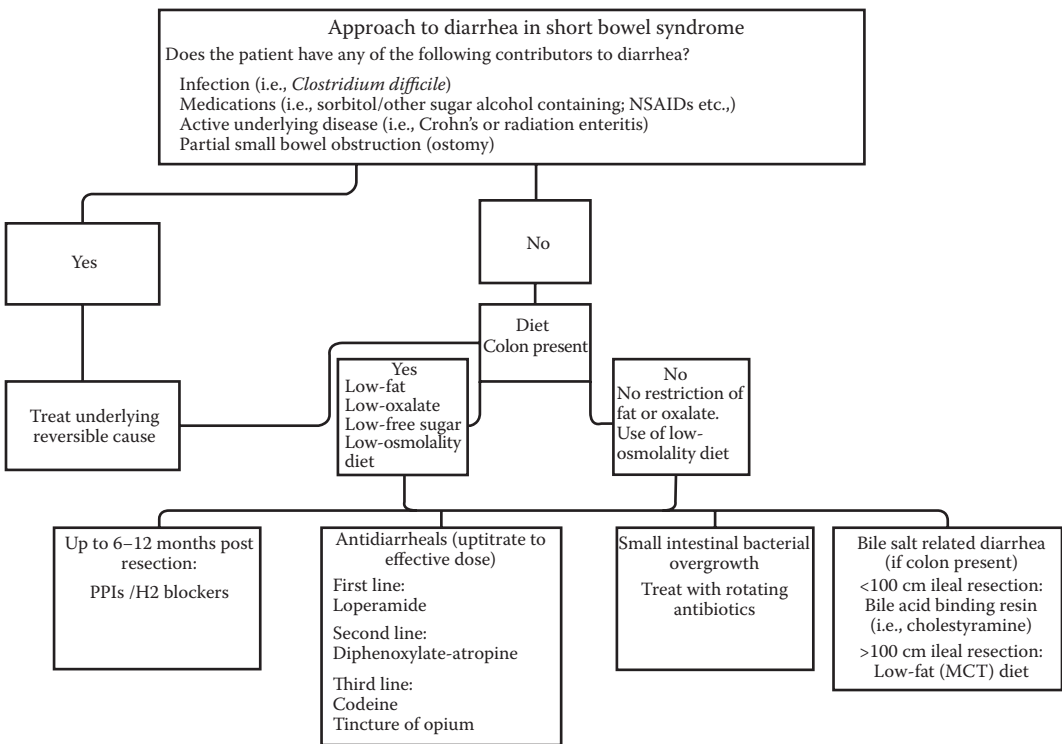 Approach to diarrhea in short bowel syndrome
Does the patient have any of the following contributors to diarrhea?
Infection (i.e., Clostridium difficile)
Medications (i.e., sorbitol/other sugar alcohol containing; NSAIDs etc.,)
Active underlying disease (i.e., Crohn's or radiation enteritis)
Partial small bowel obstruction (ostomy)
Yes
No
Treat underlying
reversible cause
Diet
Colon present
Yes
Low-fat
Low-oxalate
Low-free sugar
Low-osmolality
diet
No
No restriction of
fat or oxalate.
Use of low-
osmolality diet
Up to 6–12 months post
resection:
PPIs /H2 blockers
Antidiarrheals (uptitrate to
effective dose)
First line:
Loperamide
Second line:
Diphenoxylate-atropine
Third line:
Codeine
Tincture of opium
Small intestinal bacterial
overgrowth
Treat with rotating
antibiotics
Bile salt related diarrhea
(if colon present)
<100 cm ileal resection:
Bile acid binding resin
(i.e., cholestyramine)
>100 cm ileal resection:
Low-fat (MCT) diet